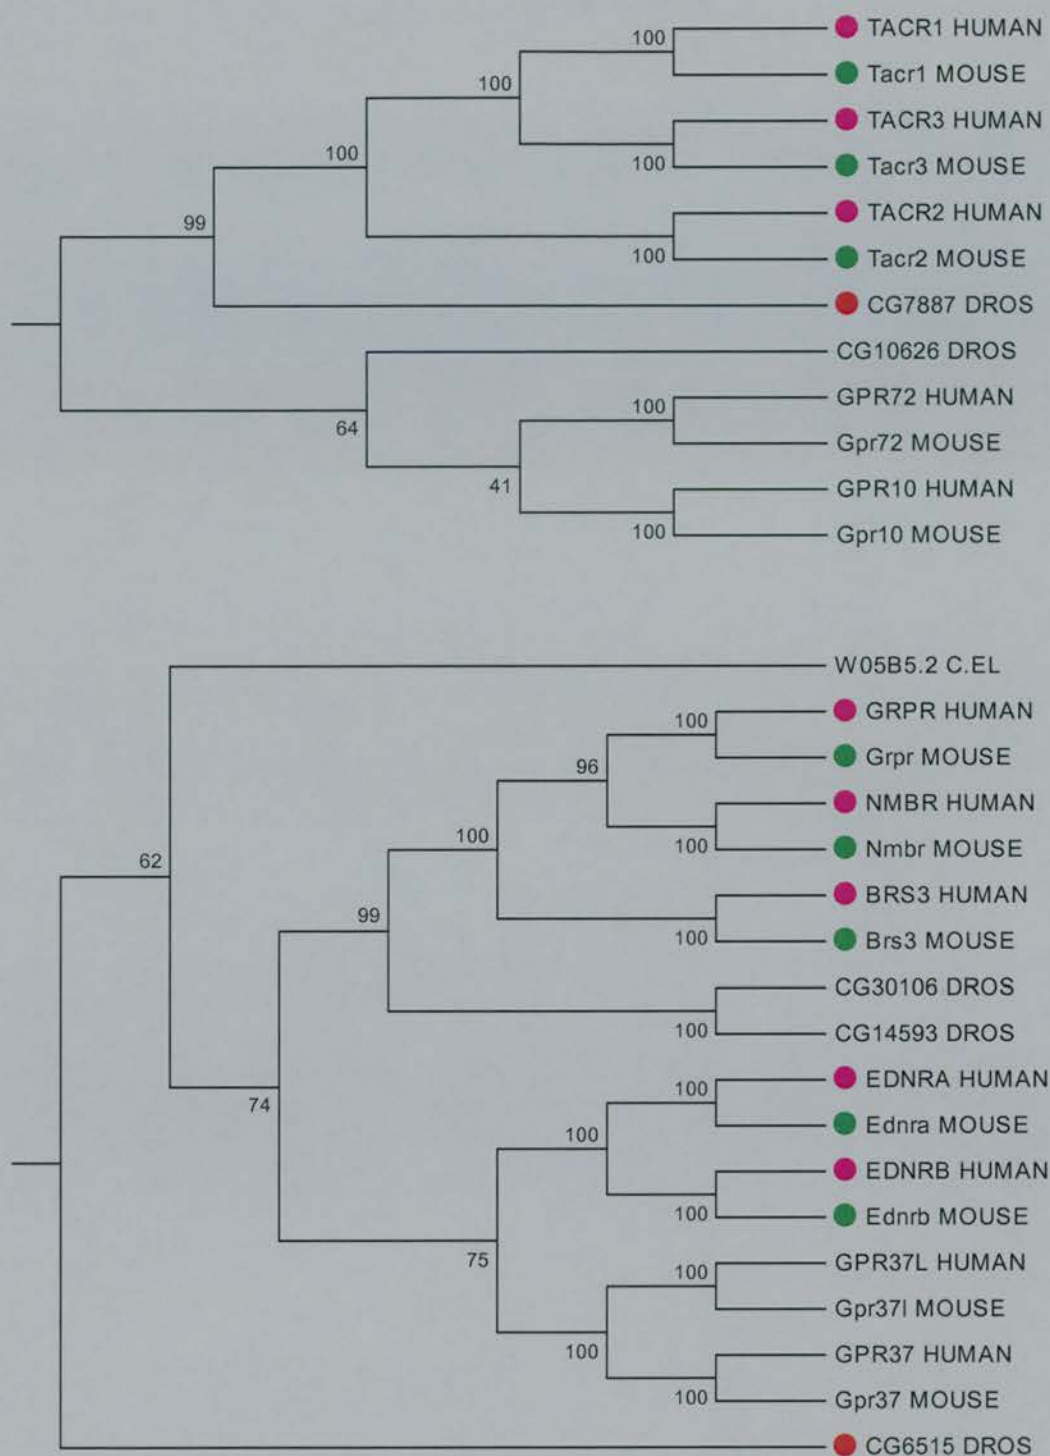 100
TACR1 HUMAN
100
Tacr1 MOUSE
TACR3 HUMAN
100
100
Tacr3 MOUSE
99
TACR2 HUMAN
100
Tacr2 MOUSE
CG7887 DROS
CG10626 DROS
100
GPR72 HUMAN
64
Gpr72 MOUSE
41
GPR10 HUMAN
100
Gpr10 MOUSE
W05B5.2 C.EL
100
GRPR HUMAN
96
Grpr MOUSE
NMBR HUMAN
100
100
Nmbr MOUSE
62
BRS3 HUMAN
99
100
Brs3 MOUSE
CG30106 DROS
100
CG14593 DROS
100
EDNRA HUMAN
74
100
Ednra MOUSE
EDNRB HUMAN
100
Ednrb MOUSE
75
100
GPR37L HUMAN
Gpr37l MOUSE
100
GPR37 HUMAN
100
Gpr37 MOUSE
CG6515 DROS